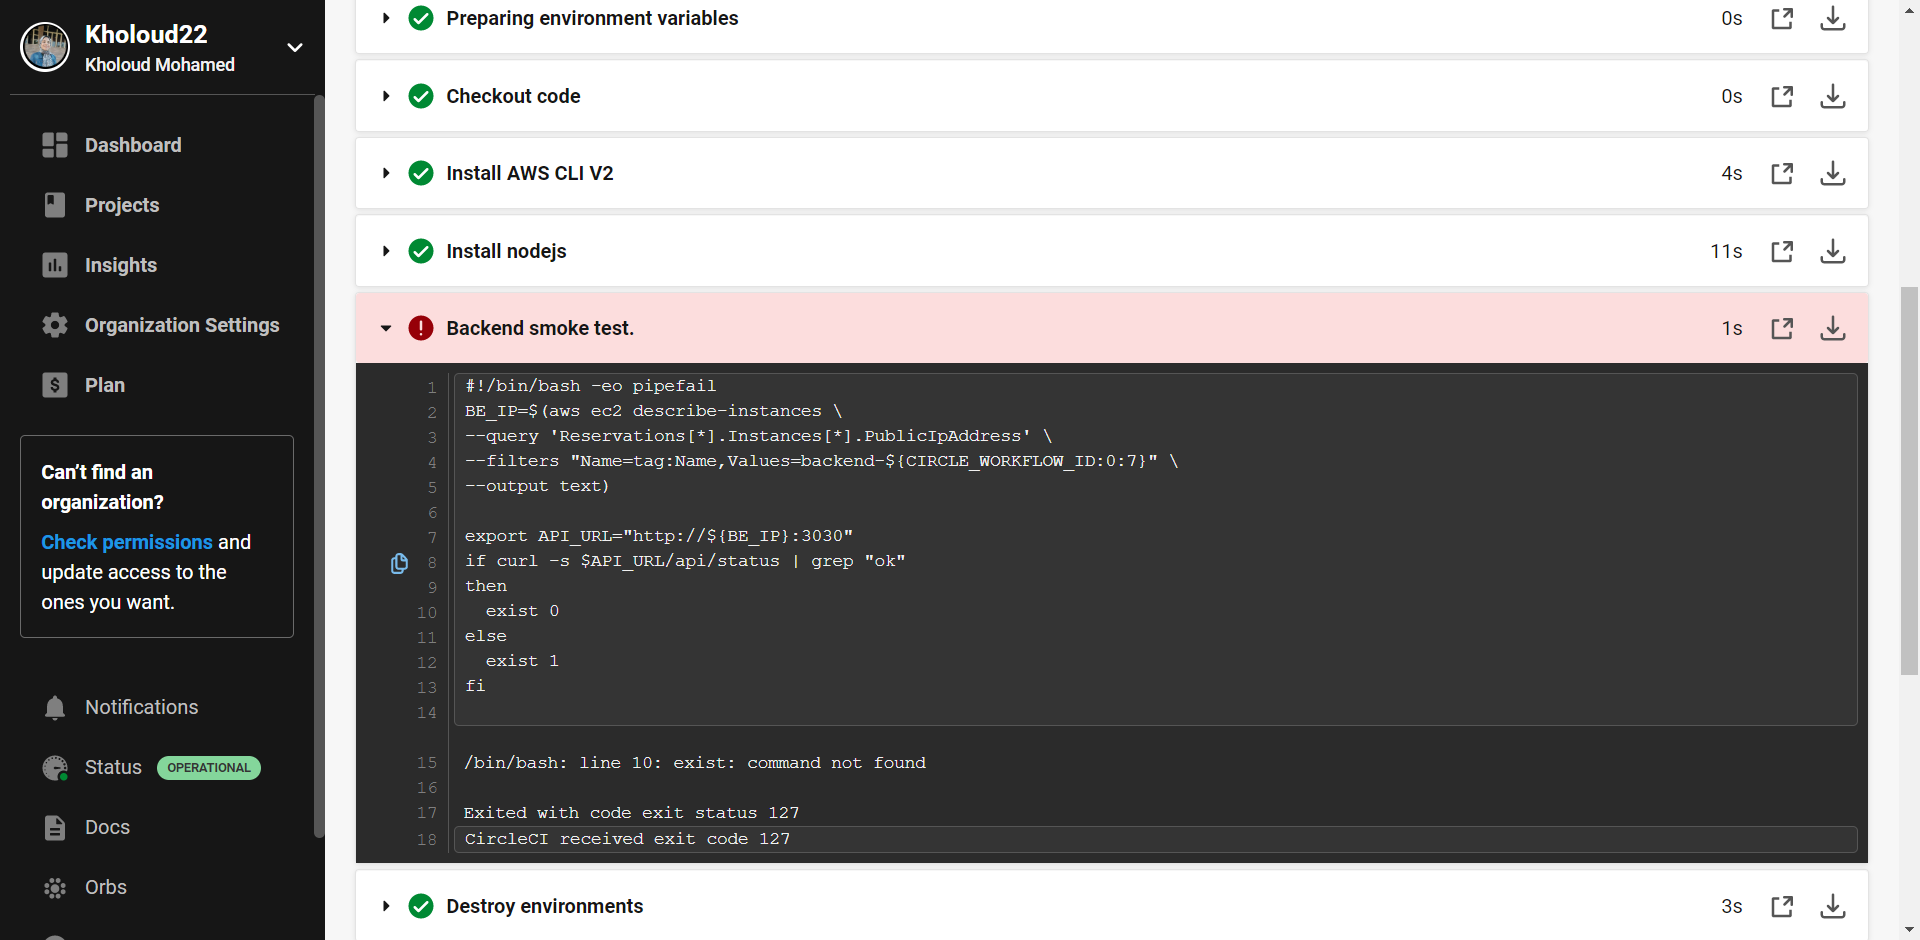 Kholoud22
Kholoud Mohamed
Dashboard
Projects
Insights
Organization Settings
Plan
Can't find an
organization?
Check permissions and
update access to the
ones you want.
Notifications
Status OPERATIONAL
Docs
Orbs
Preparing environment variables 0s
Checkout code 0s
Install AWS CLI V2 4s
Install nodejs 11s
Backend smoke test. 1s
1 #!/bin/bash -eo pipefail
2 BE_IP=$(aws ec2 describe-instances \
3 --query 'Reservations[*].Instances[*].PublicIpAddress' \
4 --filters "Name=tag:Name,Values=backend-${CIRCLE_WORKFLOW_ID:0:7}" \
5 --output text)
6
7 export API_URL="http://${BE_IP}:3030"
8 if curl -s $API_URL/api/status | grep "ok"
9 then
10   exist 0
11 else
12   exist 1
13 fi
14
15 /bin/bash: line 10: exist: command not found
16
17 Exited with code exit status 127
18 CircleCI received exit code 127
Destroy environments 3s